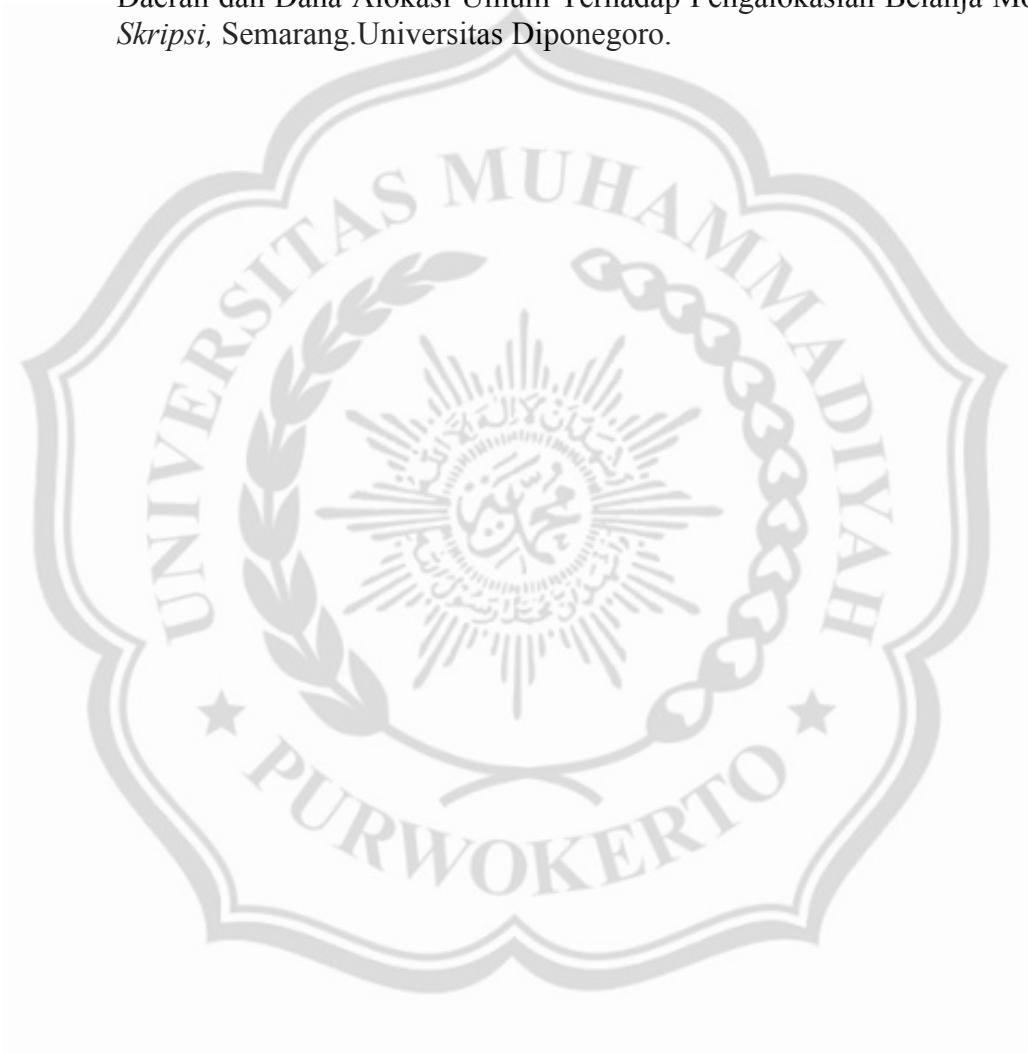 Daerah dan Dana Alokasi Umum Terhadap Pengalokasian Belanja Mo
Skripsi, Semarang.Universitas Diponegoro.
UNIVERSITAS MUHAMMADIYAH
PURWOKERTO